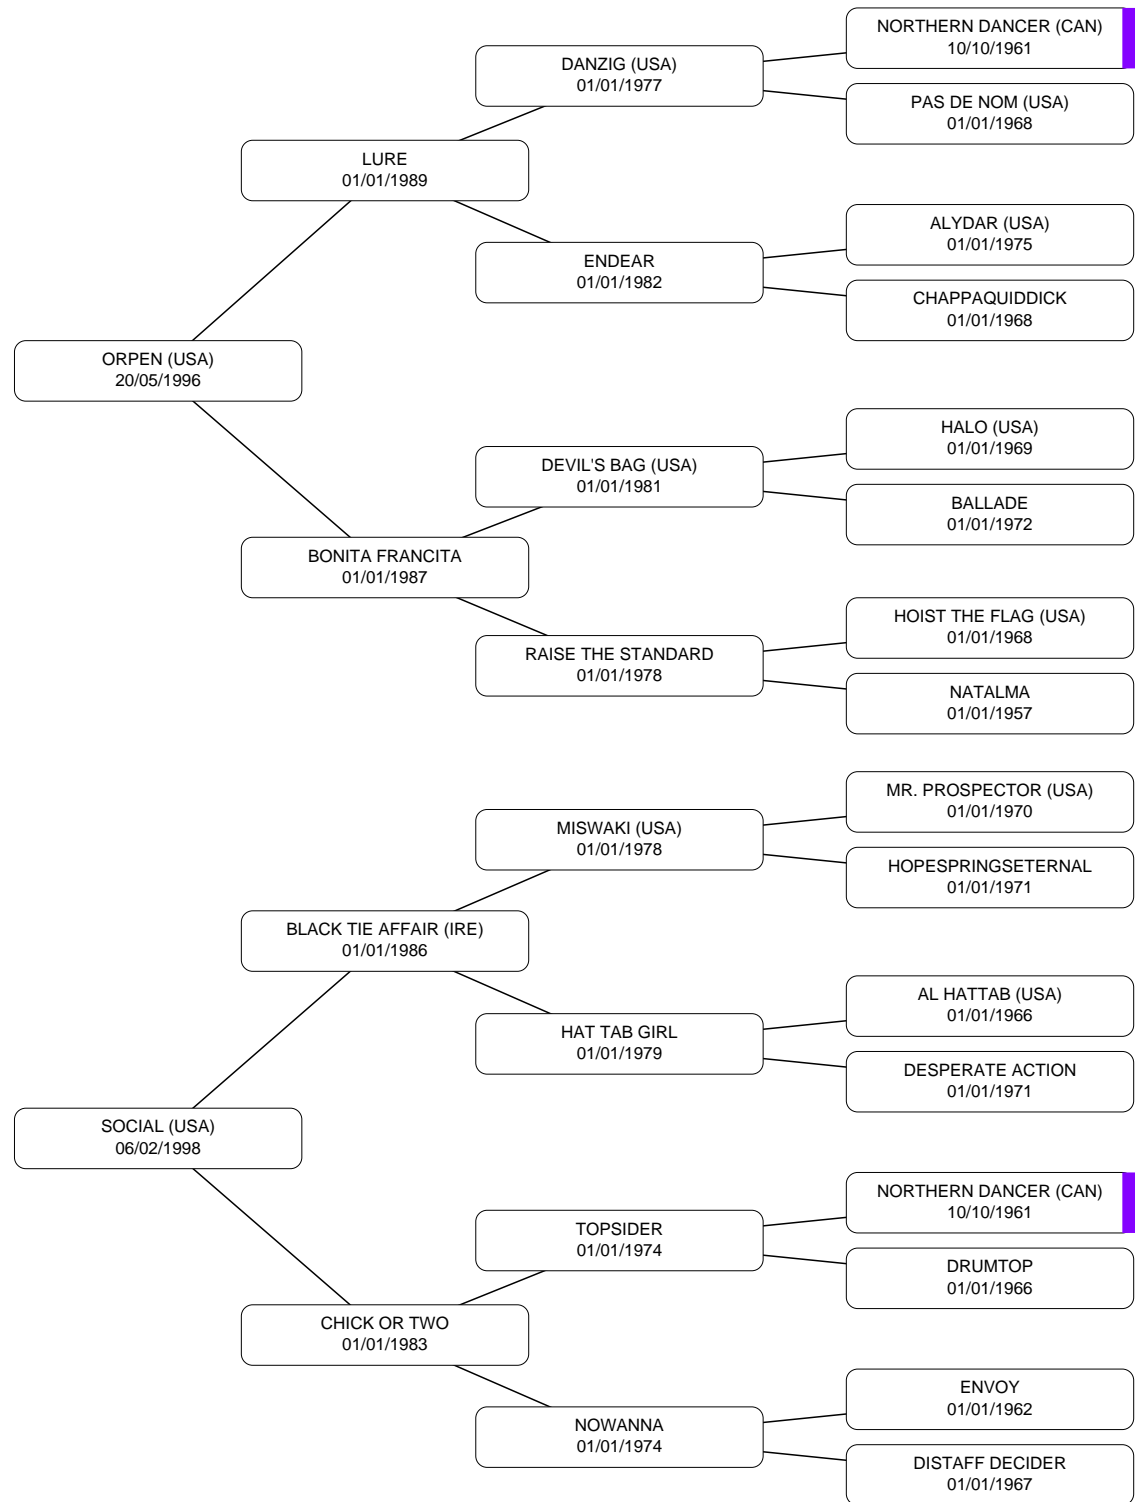 NORTHERN DANCER (CAN)
10/10/1961
DANZIG (USA)
01/01/1977
PAS DE NOM (USA)
01/01/1968
LURE
01/01/1989
ALYDAR (USA)
01/01/1975
ENDEAR
01/01/1982
CHAPPAQUIDDICK
01/01/1968
ORPEN (USA)
20/05/1996
HALO (USA)
01/01/1969
DEVIL'S BAG (USA)
01/01/1981
BALLADE
01/01/1972
BONITA FRANCITA
01/01/1987
HOIST THE FLAG (USA)
01/01/1968
RAISE THE STANDARD
01/01/1978
NATALMA
01/01/1957
MR. PROSPECTOR (USA)
01/01/1970
MISWAKI (USA)
01/01/1978
HOPESPRINGSETERNAL
01/01/1971
BLACK TIE AFFAIR (IRE)
01/01/1986
AL HATTAB (USA)
01/01/1966
HAT TAB GIRL
01/01/1979
DESPERATE ACTION
01/01/1971
SOCIAL (USA)
06/02/1998
NORTHERN DANCER (CAN)
10/10/1961
TOPSIDER
01/01/1974
DRUMTOP
01/01/1966
CHICK OR TWO
01/01/1983
ENVOY
01/01/1962
NOWANNA
01/01/1974
DISTAFF DECIDER
01/01/1967